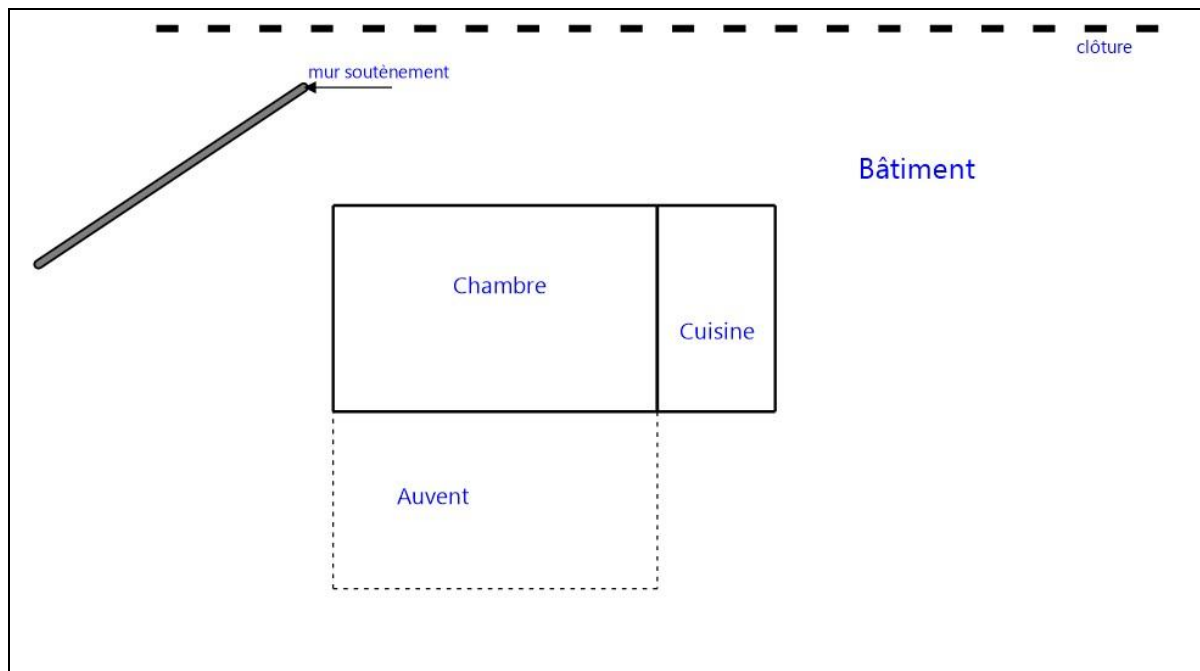 clôture
mur soutènement
Bâtiment
Chambre
Cuisine
Auvent